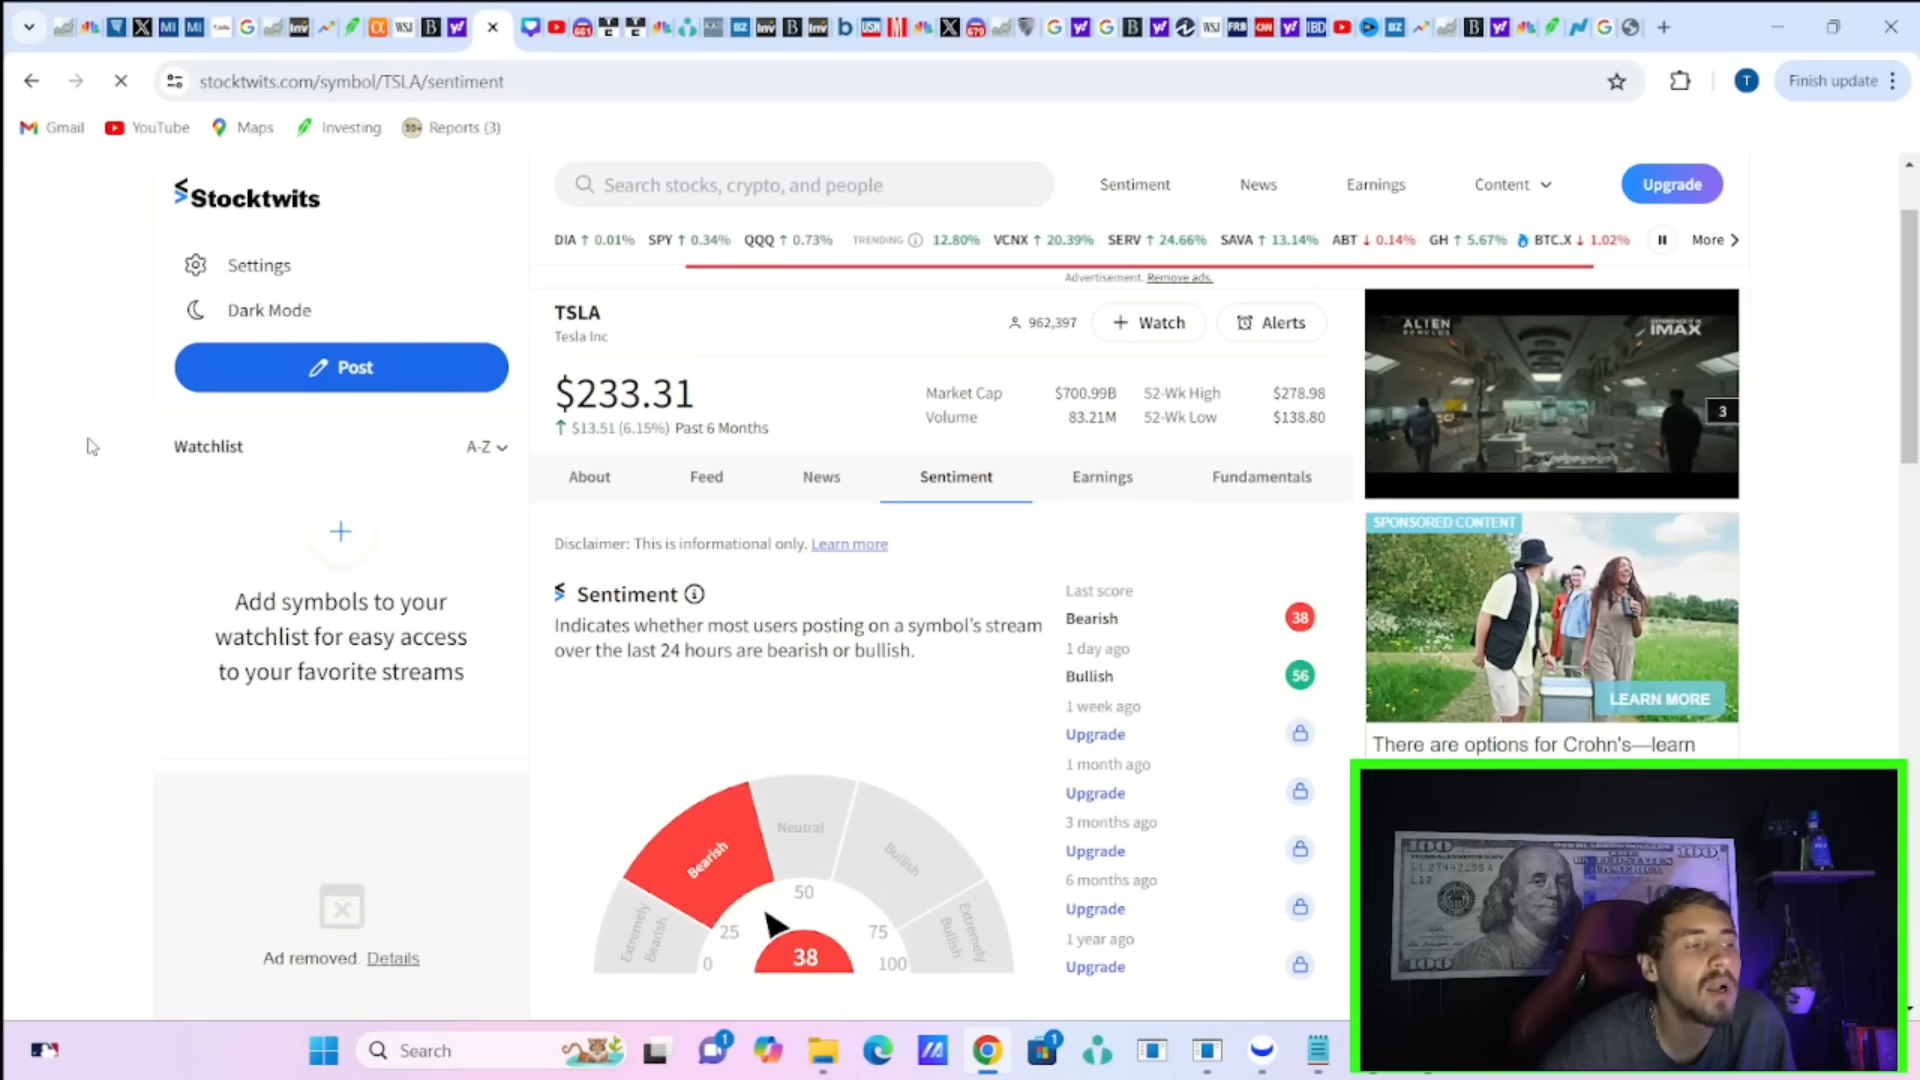 stocktwits.com/symbol/TSLA/sentiment
Finish update
Gmail
YouTube
Maps
Investing
Reports (3)
Stocktwits
Search stocks, crypto, and people
Sentiment
News
Earnings
Content
Upgrade
Settings
Dark Mode
Post
DIA ↑ 0.01% SPY ↑ 0.34% QQQ ↑ 0.73% TRENDING 12.80% VCNX ↑ 20.39% SERV ↑ 24.66% SAVA ↑ 13.14% ABT ↓ 0.14% GH ↑ 5.67% BTC.X ↓ 1.02% More
Advertisement. Remove ads.
TSLA
Tesla Inc
962,397
Watch
Alerts
$233.31
↑ $13.51 (6.15%) Past 6 Months
Market Cap $700.99B 52-Wk High $278.98
Volume 83.21M 52-Wk Low $138.80
About
Feed
News
Sentiment
Earnings
Fundamentals
Watchlist
A-Z
Add symbols to your
watchlist for easy access
to your favorite streams
Ad removed. Details
Disclaimer: This is informational only. Learn more
Sentiment
Indicates whether most users posting on a symbol's stream
over the last 24 hours are bearish or bullish.
Extremely
Bearish
Bearish
Neutral
Bullish
Extremely
Bullish
0
25
50
75
100
38
Last score
Bearish 38
1 day ago
Bullish 56
1 week ago
Upgrade
1 month ago
Upgrade
3 months ago
Upgrade
6 months ago
Upgrade
1 year ago
Upgrade
ALIEN
ROMULUS
EXPERIENCE IT IN
IMAX
3
SPONSORED CONTENT
LEARN MORE
There are options for Crohn's—learn
Search
100
100
100